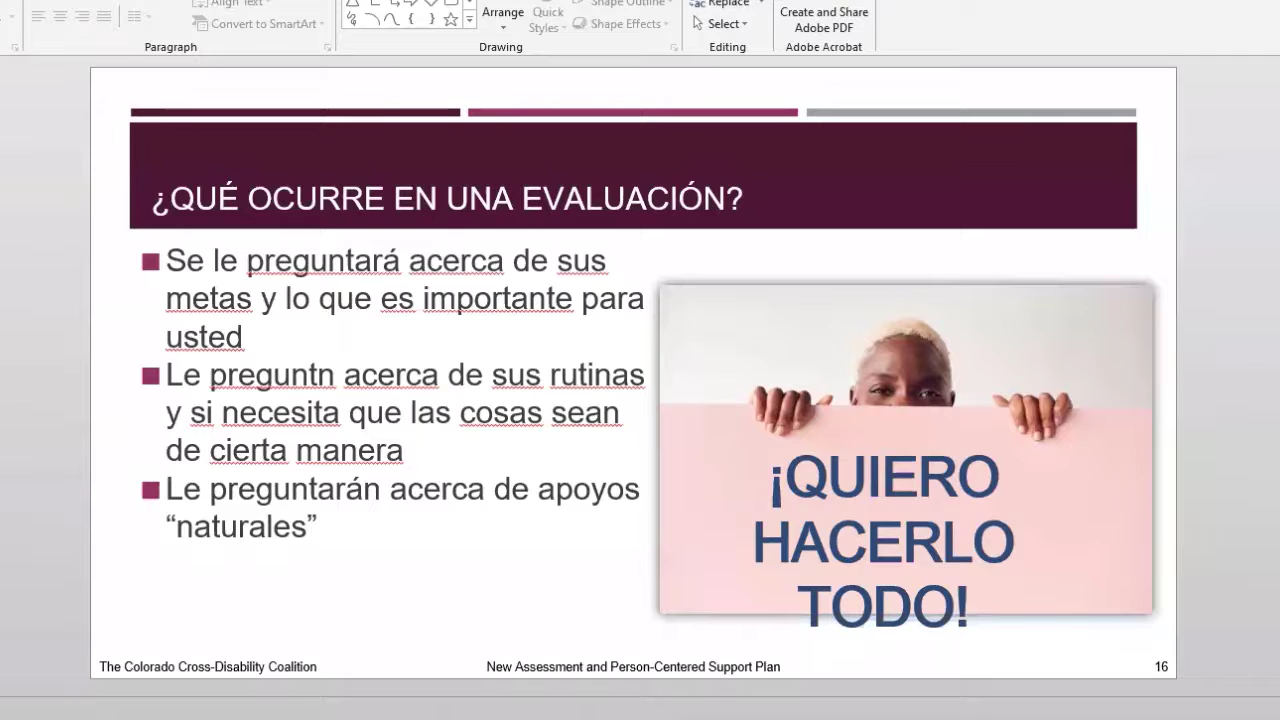 Align Text
Convert to SmartArt
Paragraph
Arrange
Quick
Styles
Shape Outline
Shape Effects
Drawing
Replace
Select
Editing
Create and Share
Adobe PDF
Adobe Acrobat
¿QUÉ OCURRE EN UNA EVALUACIÓN?
Se le preguntará acerca de sus
metas y lo que es importante para
usted
Le preguntn acerca de sus rutinas
y si necesita que las cosas sean
de cierta manera
Le preguntarán acerca de apoyos
“naturales”
¡QUIERO
HACERLO
TODO!
The Colorado Cross-Disability Coalition
New Assessment and Person-Centered Support Plan
16